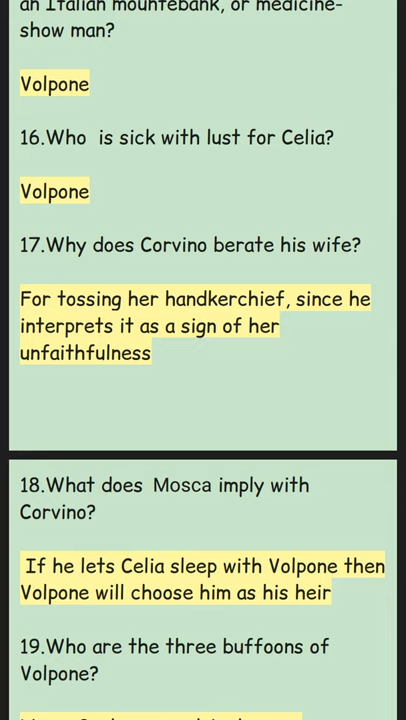 an Italian mountebank, or medicine-
show man?
Volpone
16.Who is sick with lust for Celia?
Volpone
17.Why does Corvino berate his wife?
For tossing her handkerchief, since he
interprets it as a sign of her
unfaithfulness
18.What does Mosca imply with
Corvino?
If he lets Celia sleep with Volpone then
Volpone will choose him as his heir
19.Who are the three buffoons of
Volpone?